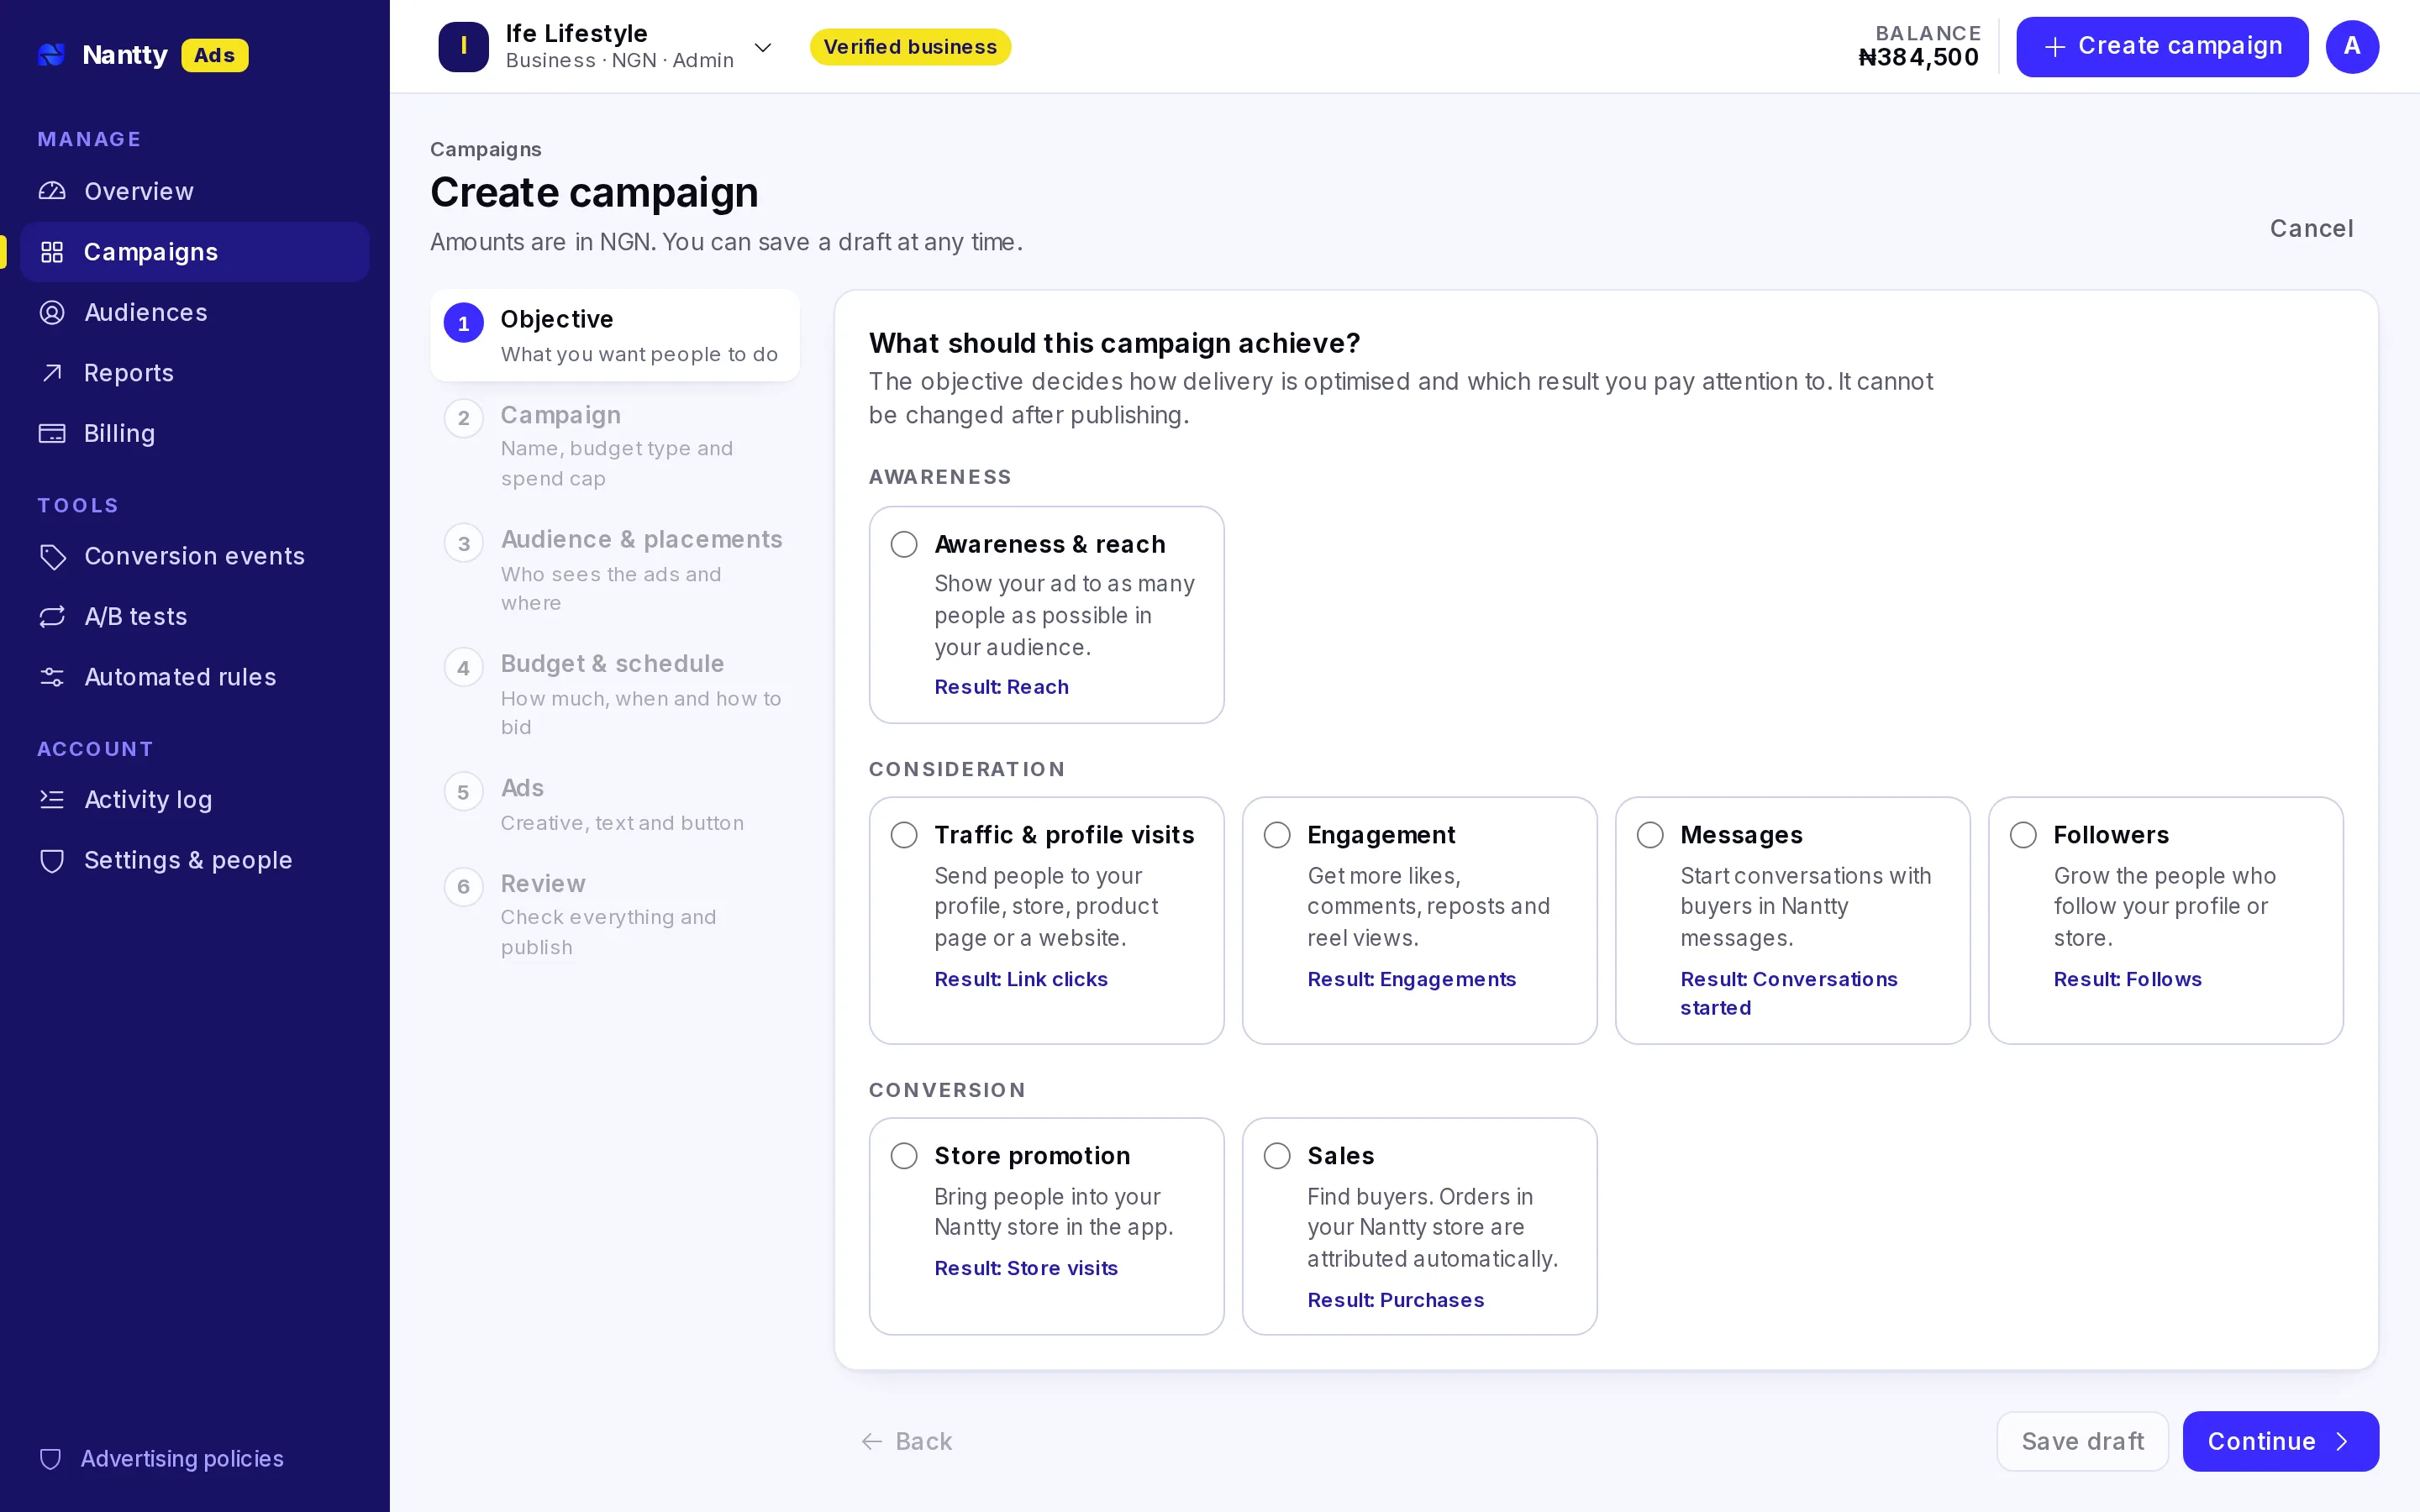 Nantty Ads
MANAGE
Overview
Campaigns
Audiences
Reports
Billing
TOOLS
Conversion events
A/B tests
Automated rules
ACCOUNT
Activity log
Settings & people
Advertising policies
I
Ife Lifestyle
Business · NGN · Admin
Verified business
BALANCE
₦384,500
Create campaign
A
Campaigns
Create campaign
Amounts are in NGN. You can save a draft at any time.
Cancel
1
Objective
What you want people to do
2
Campaign
Name, budget type and
spend cap
3
Audience & placements
Who sees the ads and
where
4
Budget & schedule
How much, when and how to
bid
5
Ads
Creative, text and button
6
Review
Check everything and
publish
What should this campaign achieve?
The objective decides how delivery is optimised and which result you pay attention to. It cannot
be changed after publishing.
AWARENESS
Awareness & reach
Show your ad to as many
people as possible in
your audience.
Result: Reach
CONSIDERATION
Traffic & profile visits
Send people to your
profile, store, product
page or a website.
Result: Link clicks
Engagement
Get more likes,
comments, reposts and
reel views.
Result: Engagements
Messages
Start conversations with
buyers in Nantty
messages.
Result: Conversations
started
Followers
Grow the people who
follow your profile or
store.
Result: Follows
CONVERSION
Store promotion
Bring people into your
Nantty store in the app.
Result: Store visits
Sales
Find buyers. Orders in
your Nantty store are
attributed automatically.
Result: Purchases
Back
Save draft
Continue